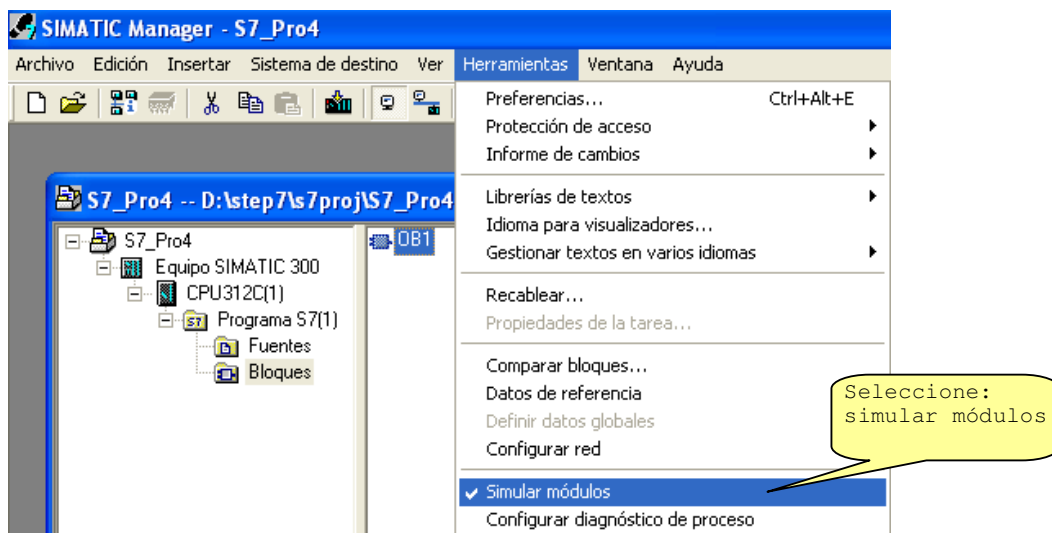 SIMATIC Manager - S7_Pro4
Archivo Edición Insertar Sistema de destino Ver Herramientas Ventana Ayuda
Preferencias... Ctrl+Alt+E
Protección de acceso
Informe de cambios
S7_Pro4 -- D:\step7\s7proj\S7_Pro4
S7_Pro4
Equipo SIMATIC 300
CPU312C(1)
Programa S7(1)
Fuentes
Bloques
OB1
Librerías de textos
Idioma para visualizadores...
Gestionar textos en varios idiomas
Recablear...
Propiedades de la tarea...
Comparar bloques...
Datos de referencia
Definir datos globales
Configurar red
Simular módulos
Configurar diagnóstico de proceso
Seleccione:
simular módulos